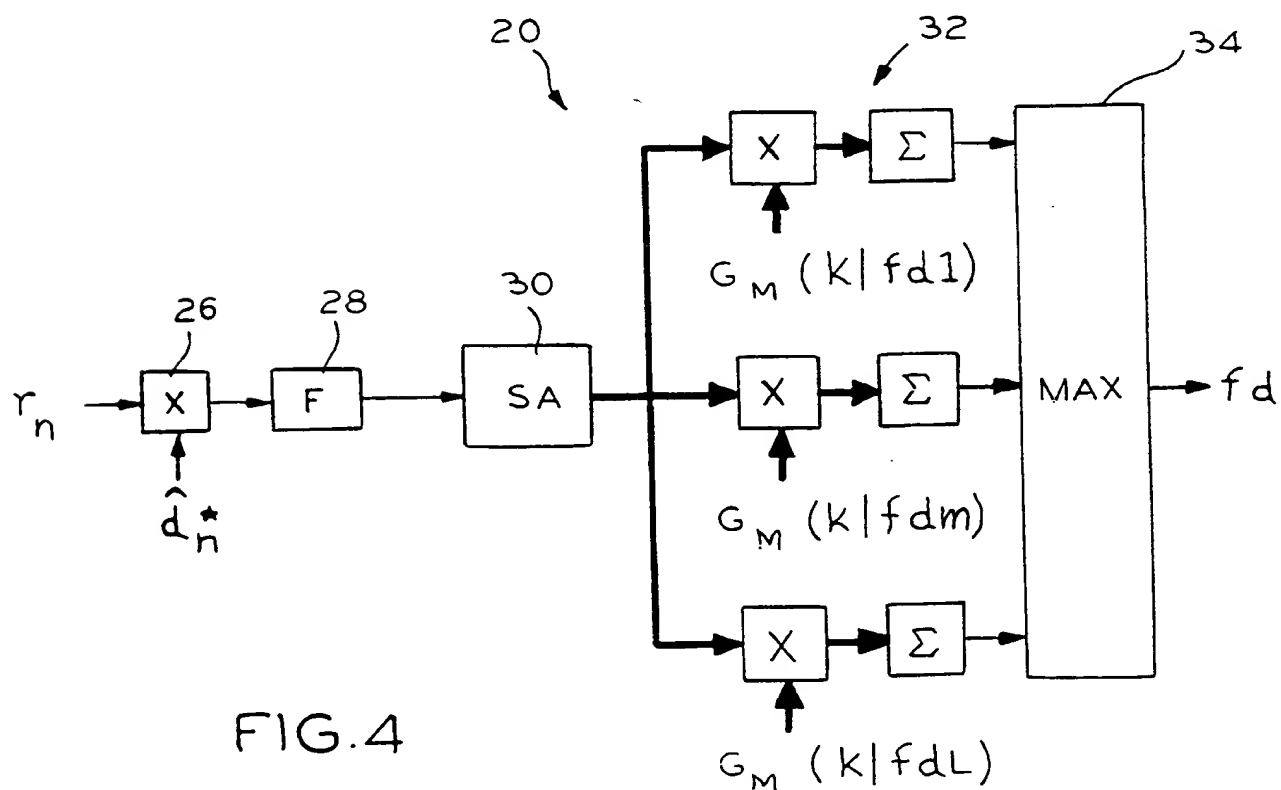 20
32
34
X
Σ
G_M (k|fd1)
26
28
30
r_n
X
F
SA
X
Σ
MAX
fd
d̂_n*
G_M (k|fdm)
X
Σ
FIG.4
G_M (k|fdL)